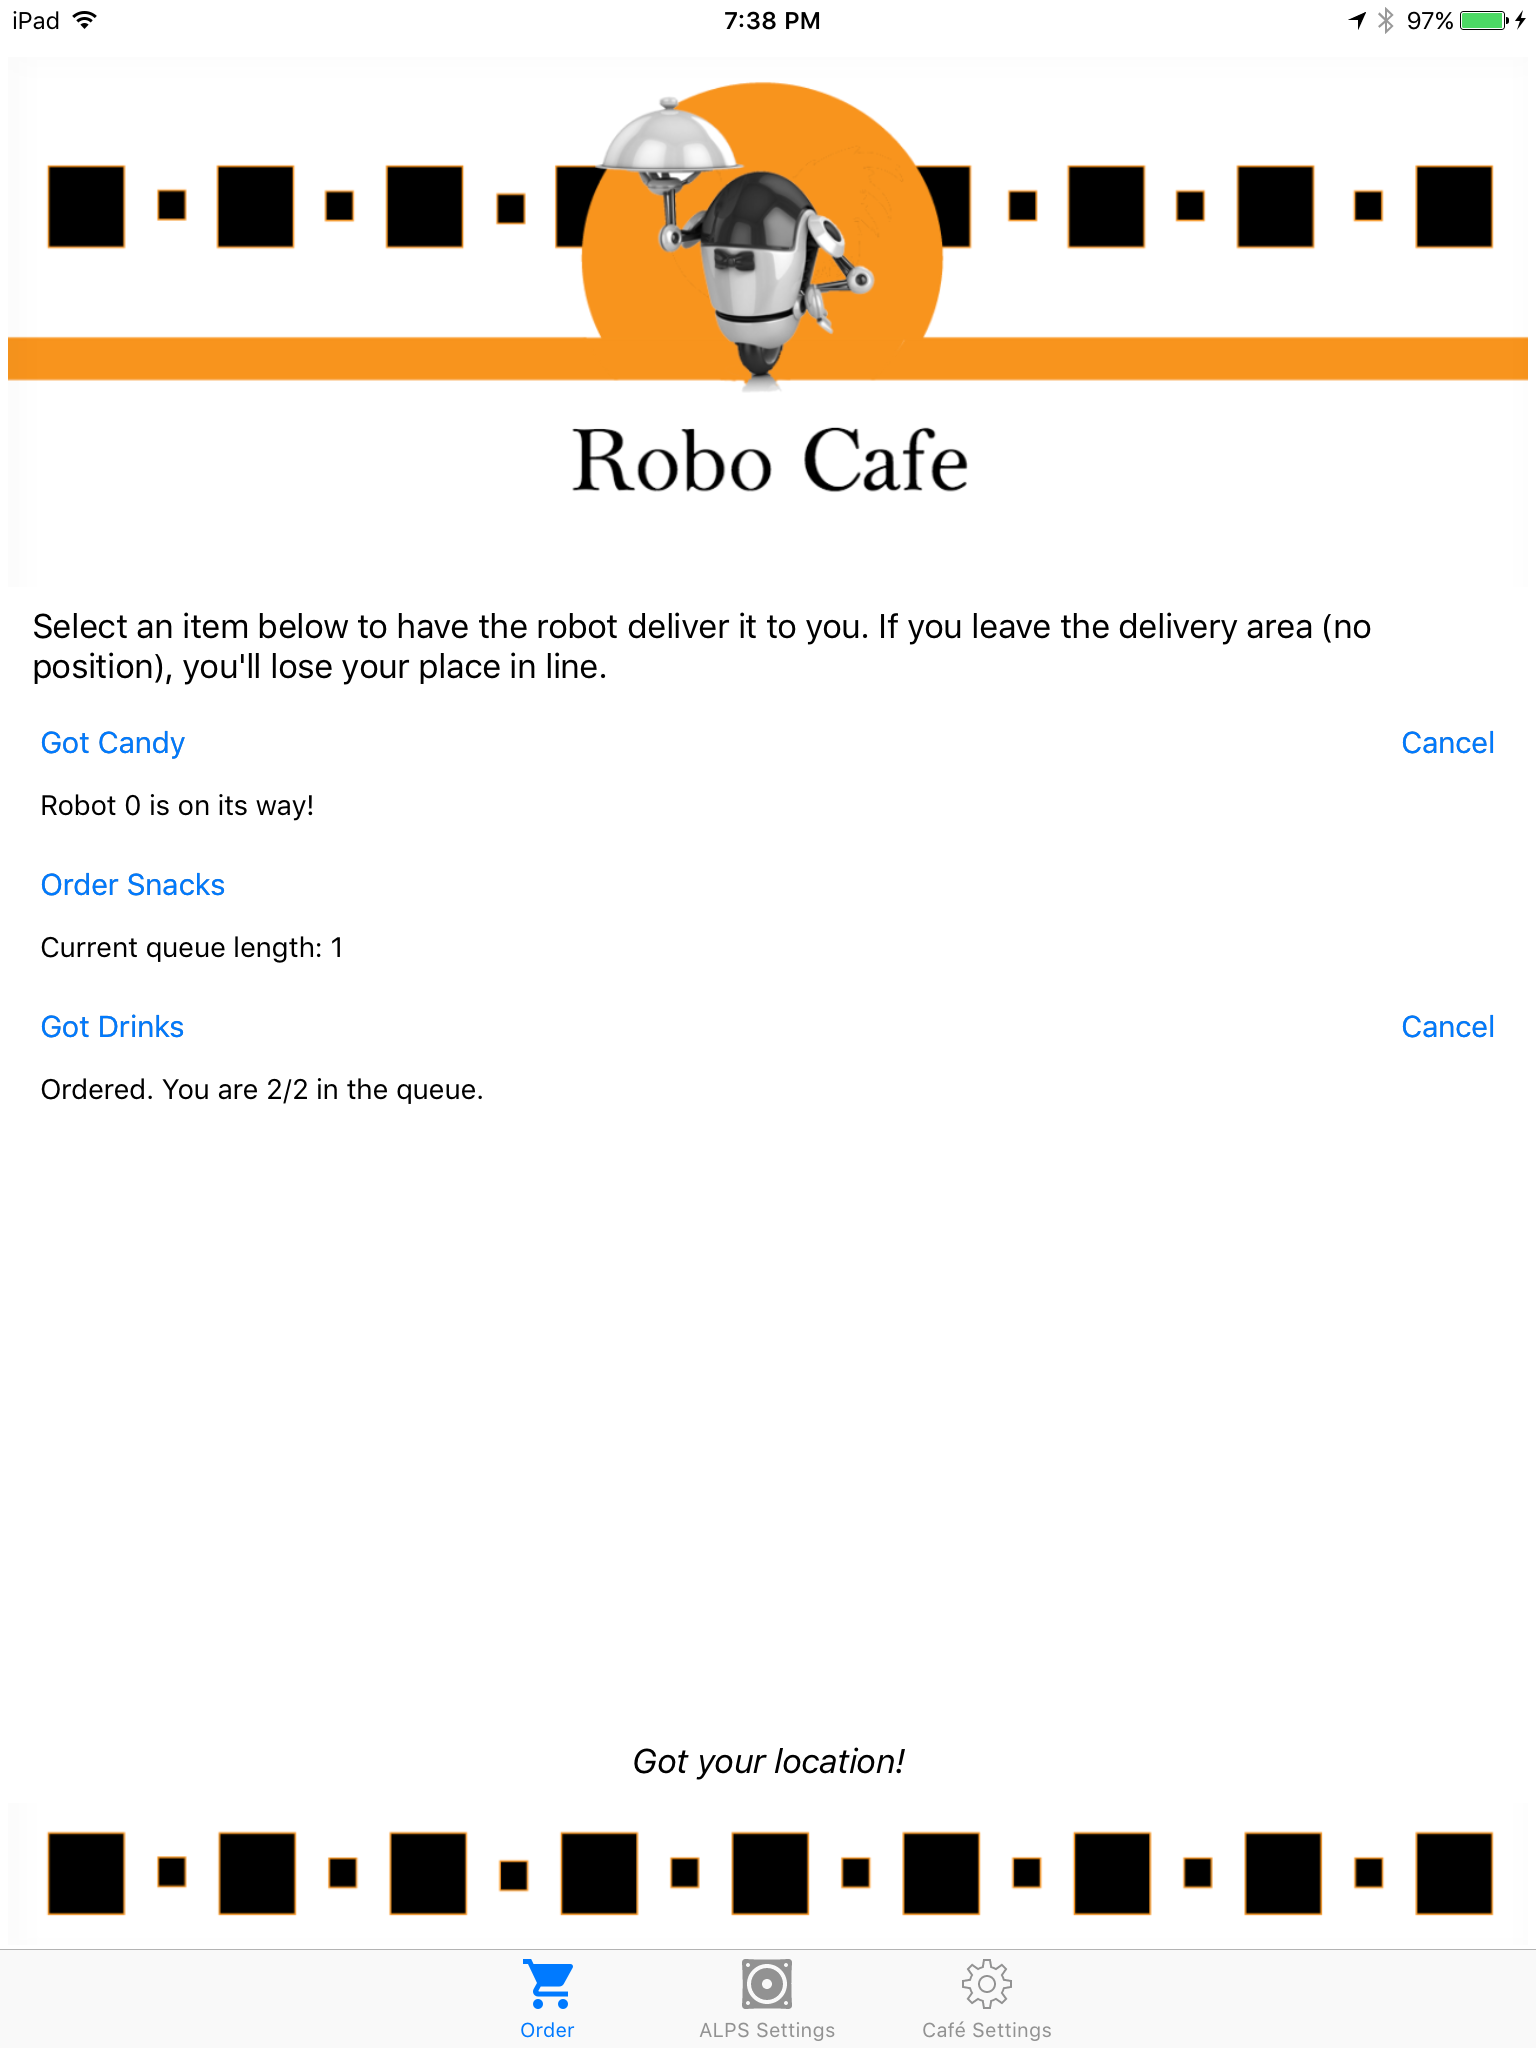 iPad 7:38 PM 97%
Robo Cafe
Select an item below to have the robot deliver it to you. If you leave the delivery area (no
position), you'll lose your place in line.
Got Candy Cancel
Robot 0 is on its way!
Order Snacks
Current queue length: 1
Got Drinks Cancel
Ordered. You are 2/2 in the queue.
Got your location!
Order ALPS Settings Café Settings